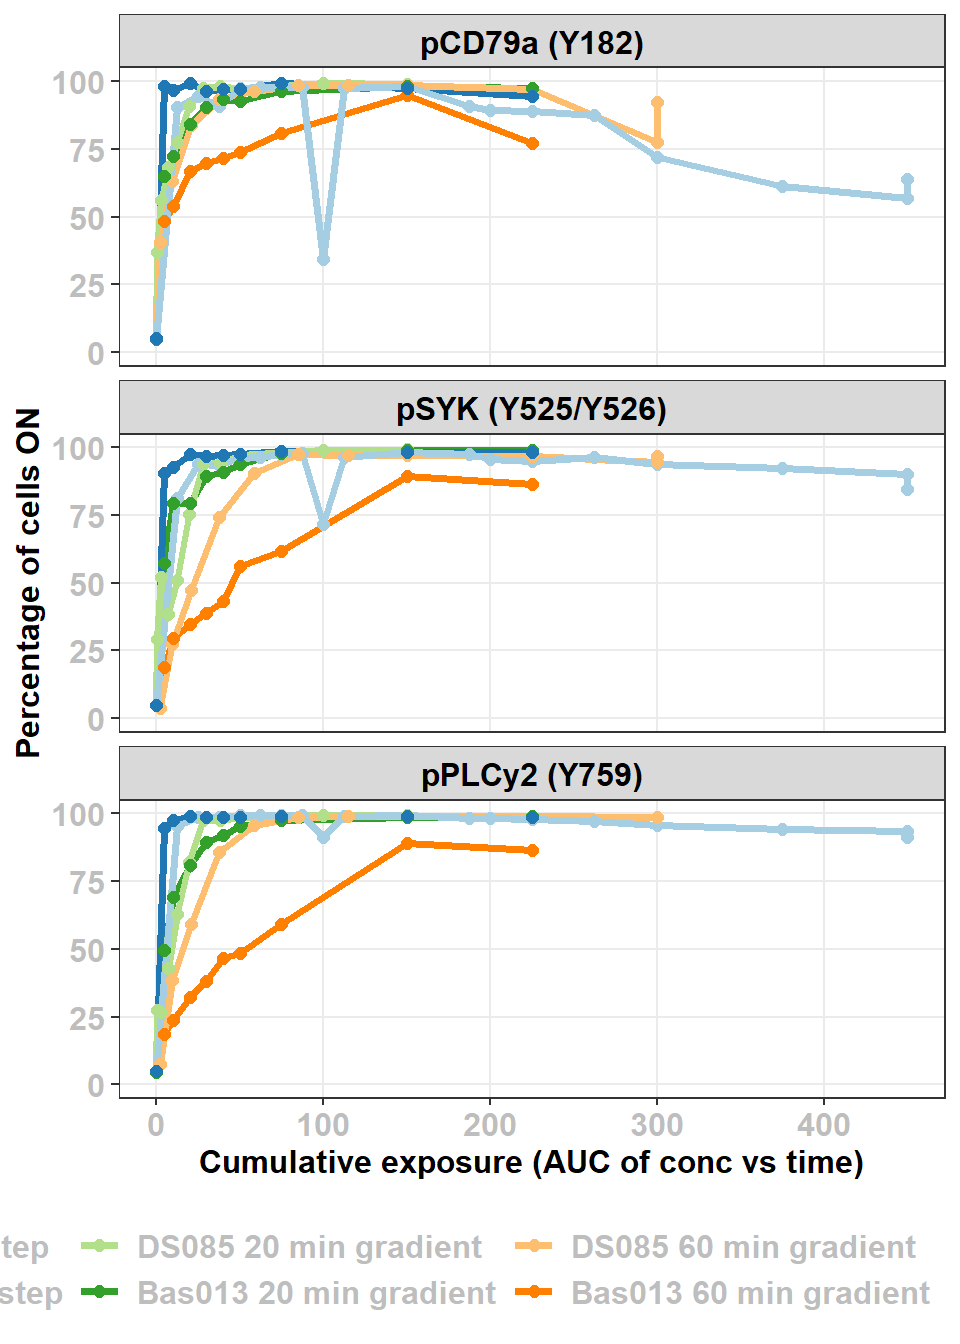 pCD79a (Y182)
100
75
50
25
0
pSYK (Y525/Y526)
100
75
50
25
0
pPLCy2 (Y759)
100
75
50
25
0
Percentage of cells ON
0 100 200 300 400
Cumulative exposure (AUC of conc vs time)
tep DS085 20 min gradient DS085 60 min gradient
step Bas013 20 min gradient Bas013 60 min gradient